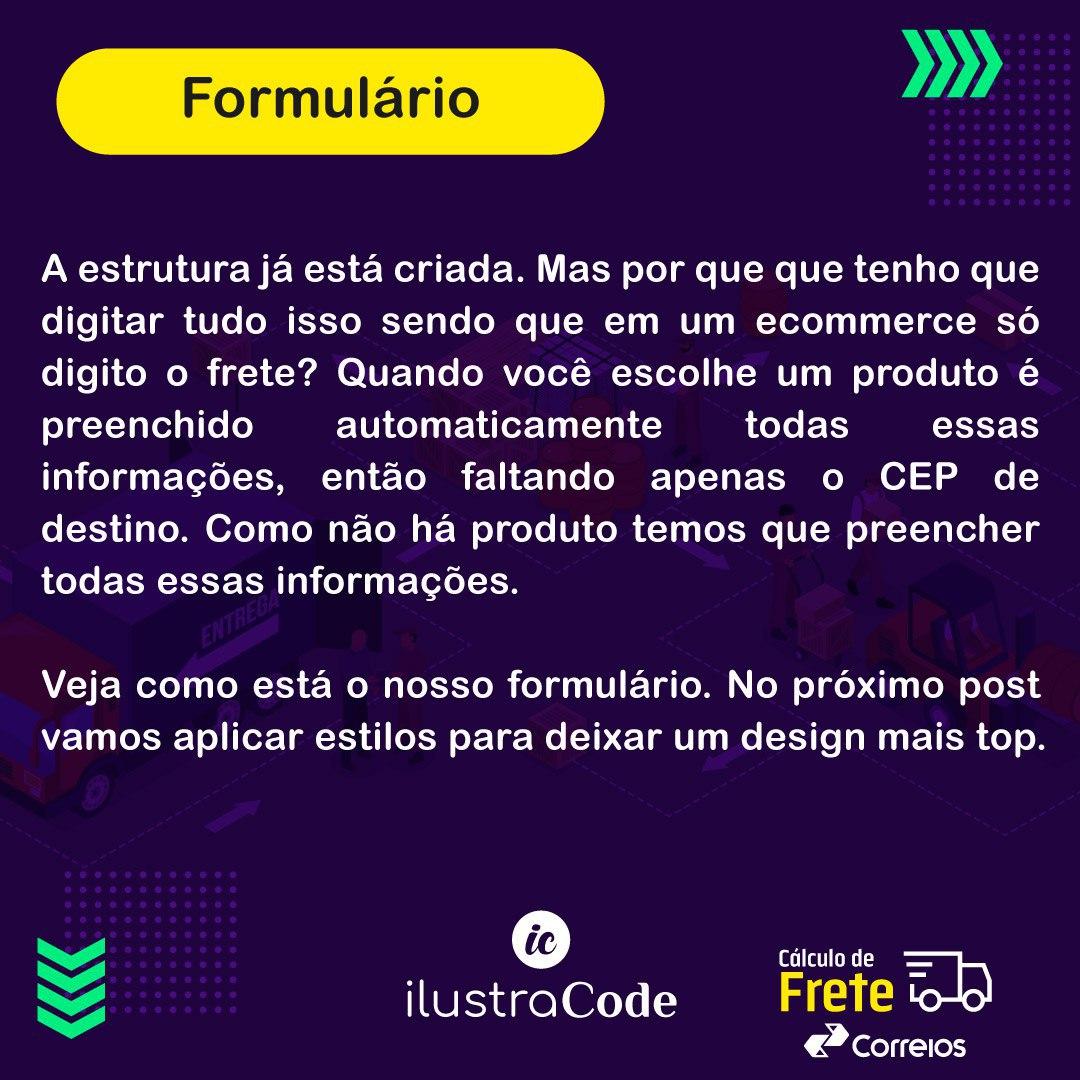 Formulário
A estrutura já está criada. Mas por que que tenho que
digitar tudo isso sendo que em um ecommerce só
digito o frete? Quando você escolhe um produto é
preenchido automaticamente todas essas
informações, então faltando apenas o CEP de
destino. Como não há produto temos que preencher
todas essas informações.
ENTREGA
Veja como está o nosso formulário. No próximo post
vamos aplicar estilos para deixar um design mais top.
ic
ilustraCode
Cálculo de
Frete
Correios